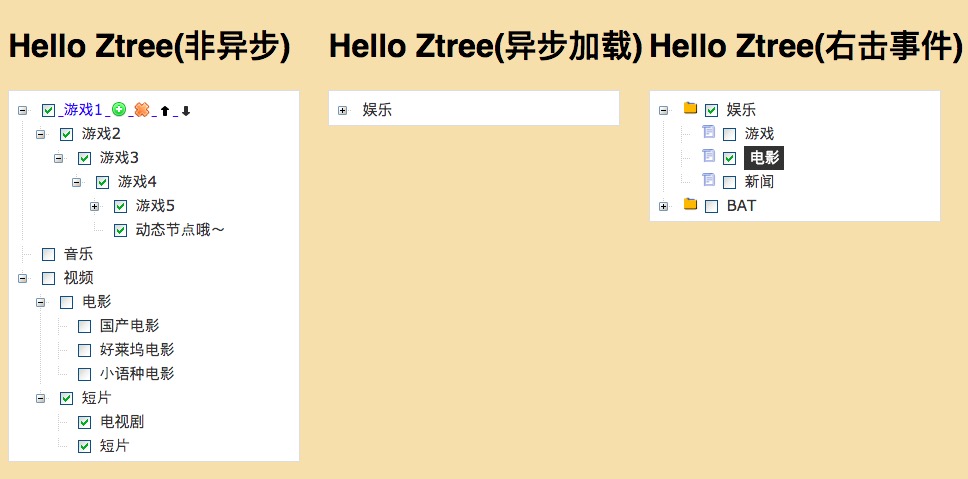 Hello Ztree(非异步)
_游戏1_ _ _ _
游戏2
游戏3
游戏4
游戏5
动态节点哦～
音乐
视频
电影
国产电影
好莱坞电影
小语种电影
短片
电视剧
短片
Hello Ztree(异步加载)
娱乐
Hello Ztree(右击事件)
娱乐
游戏
电影
新闻
BAT